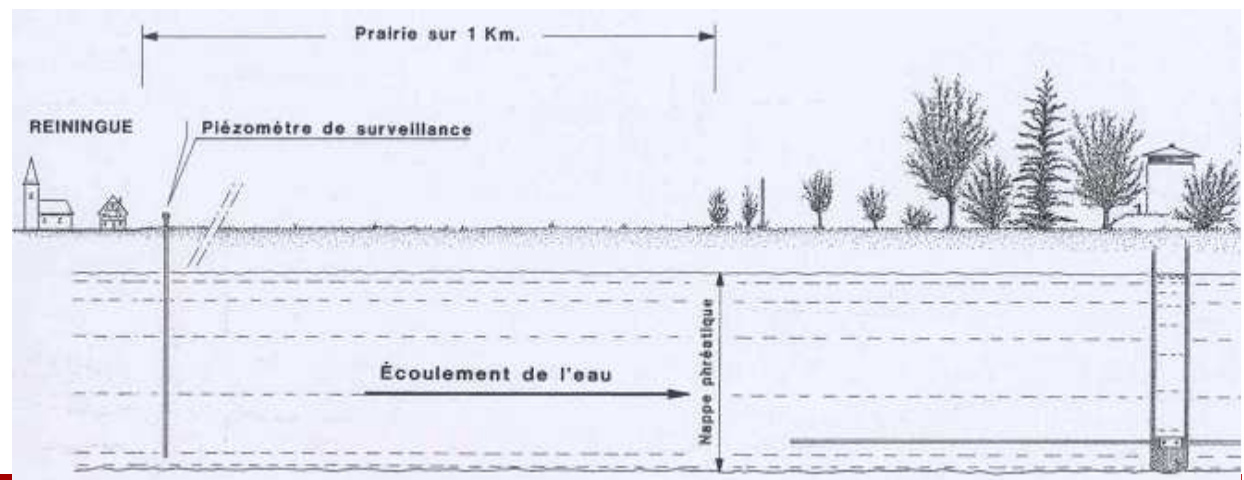 Prairie sur 1 Km.
REININGUE
Piézomètre de surveillance
Écoulement de l'eau
Nappe phréatique